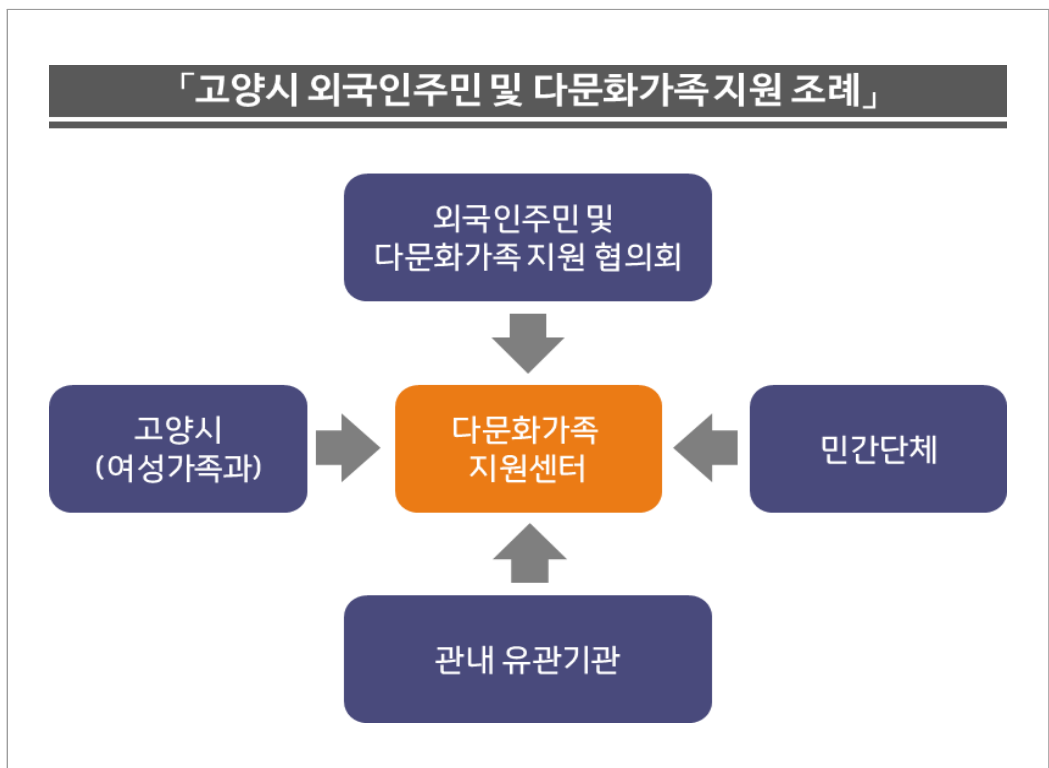 「고양시 외국인주민 및 다문화가족 지원 조례」
외국인주민 및
다문화가족 지원 협의회
고양시
(여성가족과)
다문화가족
지원센터
민간단체
관내 유관기관